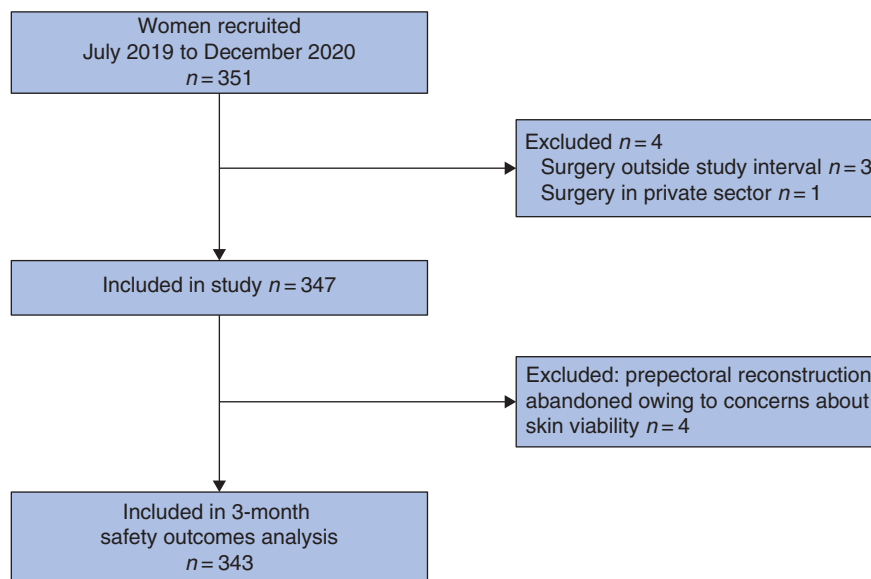 Women recruited
July 2019 to December 2020
n = 351
Excluded n = 4
Surgery outside study interval n = 3
Surgery in private sector n = 1
Included in study n = 347
Excluded: prepectoral reconstruction
abandoned owing to concerns about
skin viability n = 4
Included in 3-month
safety outcomes analysis
n = 343